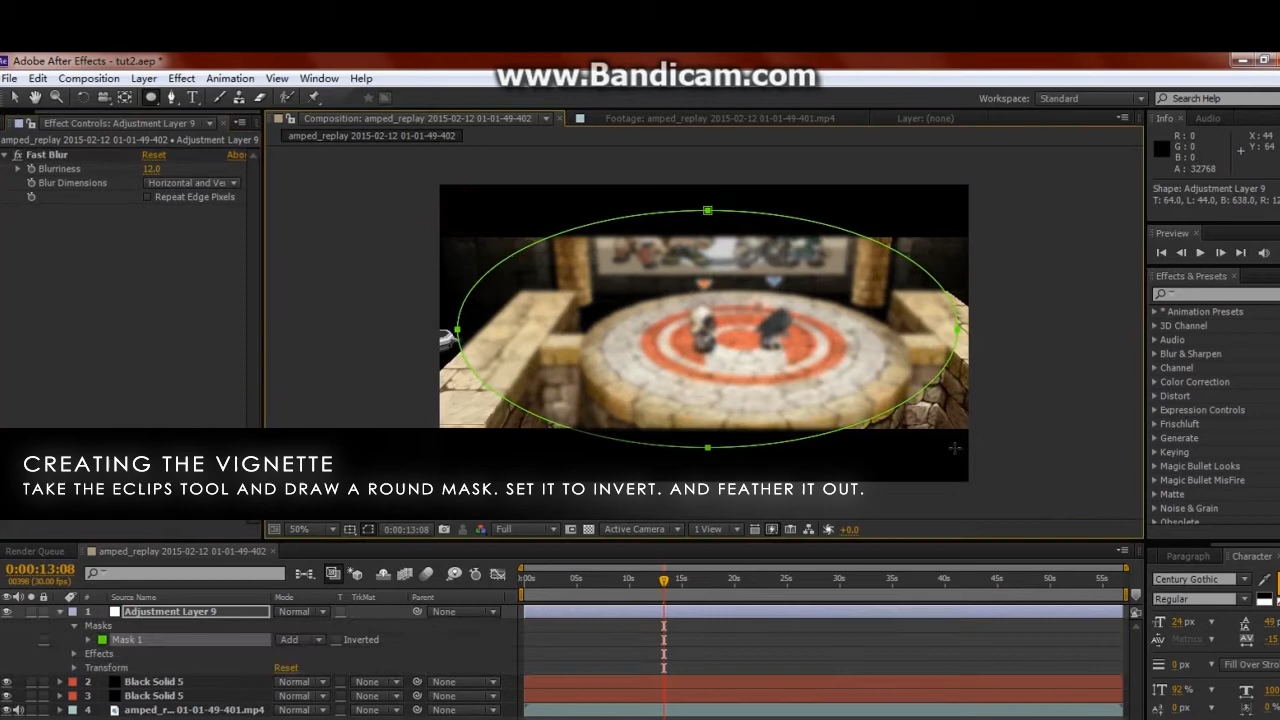 www.Bandicam.com
Adobe After Effects - tut2.aep *
File Edit Composition Layer Effect Animation View Window Help
Workspace: Standard
Search Help
Effect Controls: Adjustment Layer 9
Composition: amped_replay 2015-02-12 01-01-49-402
Footage: amped_replay 2015-02-12 01-01-49-401.mp4
Layer: (none)
Info Audio
amped_replay 2015-02-12 01-01-49-402 • Adjustment Layer 9
amped_replay 2015-02-12 01-01-49-402
fx Fast Blur Reset Abou
Blurriness 12.0
Blur Dimensions Horizontal and Ve
Repeat Edge Pixels
R: 0
G: 0
B: 0
A: 32768
X: 44
Y: 64
Shape: Adjustment Layer 9
T: 64.0, L: 44.0, B: 638.0, R: 12
Preview
Effects & Presets
* Animation Presets
3D Channel
Audio
Blur & Sharpen
Channel
Color Correction
Distort
Expression Controls
Frischluft
Generate
Keying
Magic Bullet Looks
Magic Bullet MisFire
Matte
Noise & Grain
Obsolete
CREATING THE VIGNETTE
TAKE THE ECLIPS TOOL AND DRAW A ROUND MASK. SET IT TO INVERT. AND FEATHER IT OUT.
50% 0:00:13:08 Full Active Camera 1 View +0.0
Render Queue amped_replay 2015-02-12 01-01-49-402
0:00:13:08
00398 (30.00 fps)
:00s 05s 10s 15s 20s 25s 30s 35s 40s 45s 50s 55s
# Source Name Mode T TrkMat Parent
1 Adjustment Layer 9 Normal None
Masks
Mask 1 Add Inverted
Effects
Transform Reset
2 Black Solid 5 Normal None None
3 Black Solid 5 Normal None None
4 amped_r... 01-01-49-401.mp4 Normal None None
Paragraph Character
Century Gothic
Regular
24 px 49
Metrics -15
0 px Fill Over Stro
92 % 100
0 px 0 %